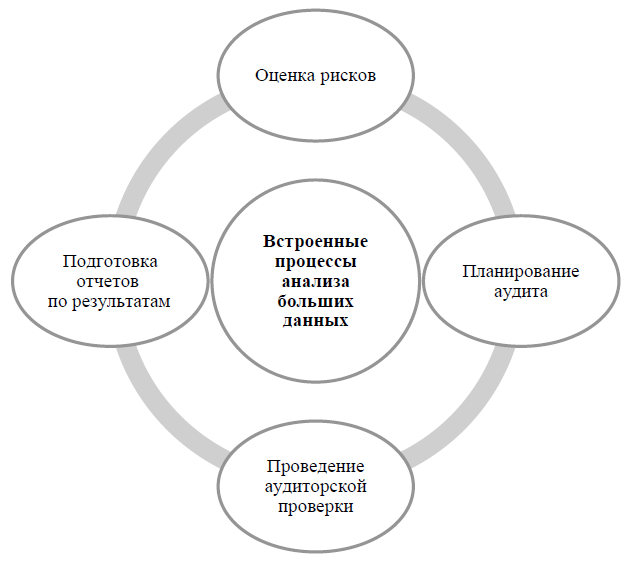 Оценка рисков
Подготовка
отчетов
по результатам
Встроенные
процессы
анализа
больших
данных
Планирование
аудита
Проведение
аудиторской
проверки